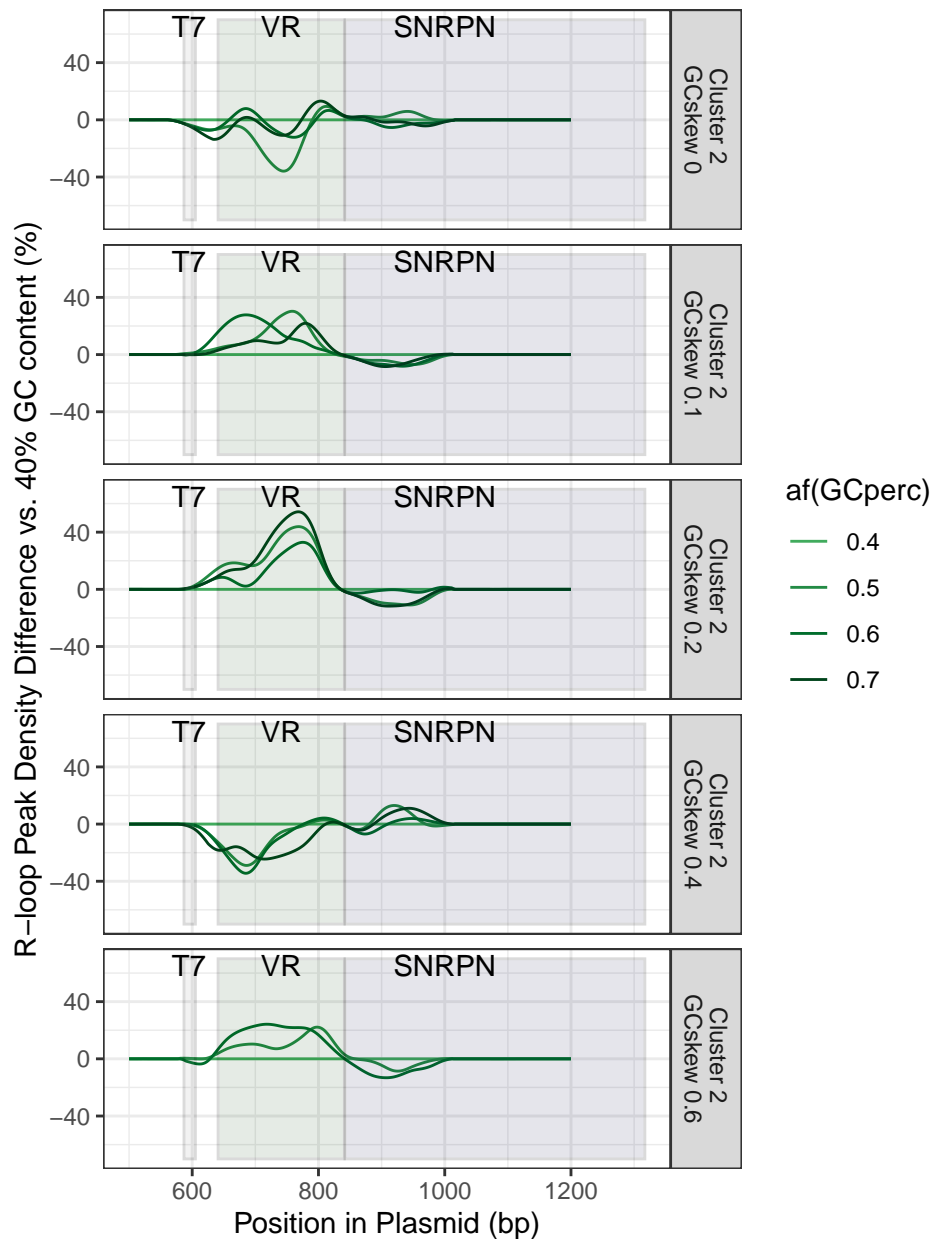 R−loop Peak Density Difference vs. 40% GC content (%)
T7 VR SNRPN
40
0
−40
Cluster 2
GCskew 0
T7 VR SNRPN
40
0
−40
Cluster 2
GCskew 0.1
T7 VR SNRPN
40
0
−40
Cluster 2
GCskew 0.2
T7 VR SNRPN
40
0
−40
Cluster 2
GCskew 0.4
T7 VR SNRPN
40
0
−40
Cluster 2
GCskew 0.6
600 800 1000 1200
Position in Plasmid (bp)
af(GCperc)
0.4
0.5
0.6
0.7